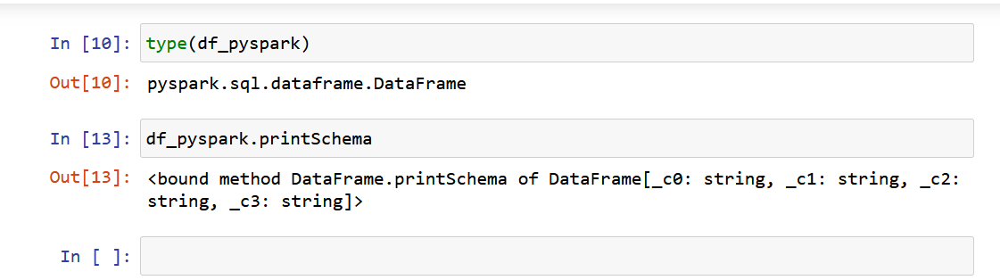 In [10]: type(df_pyspark)
Out[10]: pyspark.sql.dataframe.DataFrame
In [13]: df_pyspark.printSchema
Out[13]: <bound method DataFrame.printSchema of DataFrame[_c0: string, _c1: string, _c2:
string, _c3: string]>
In [ ]: